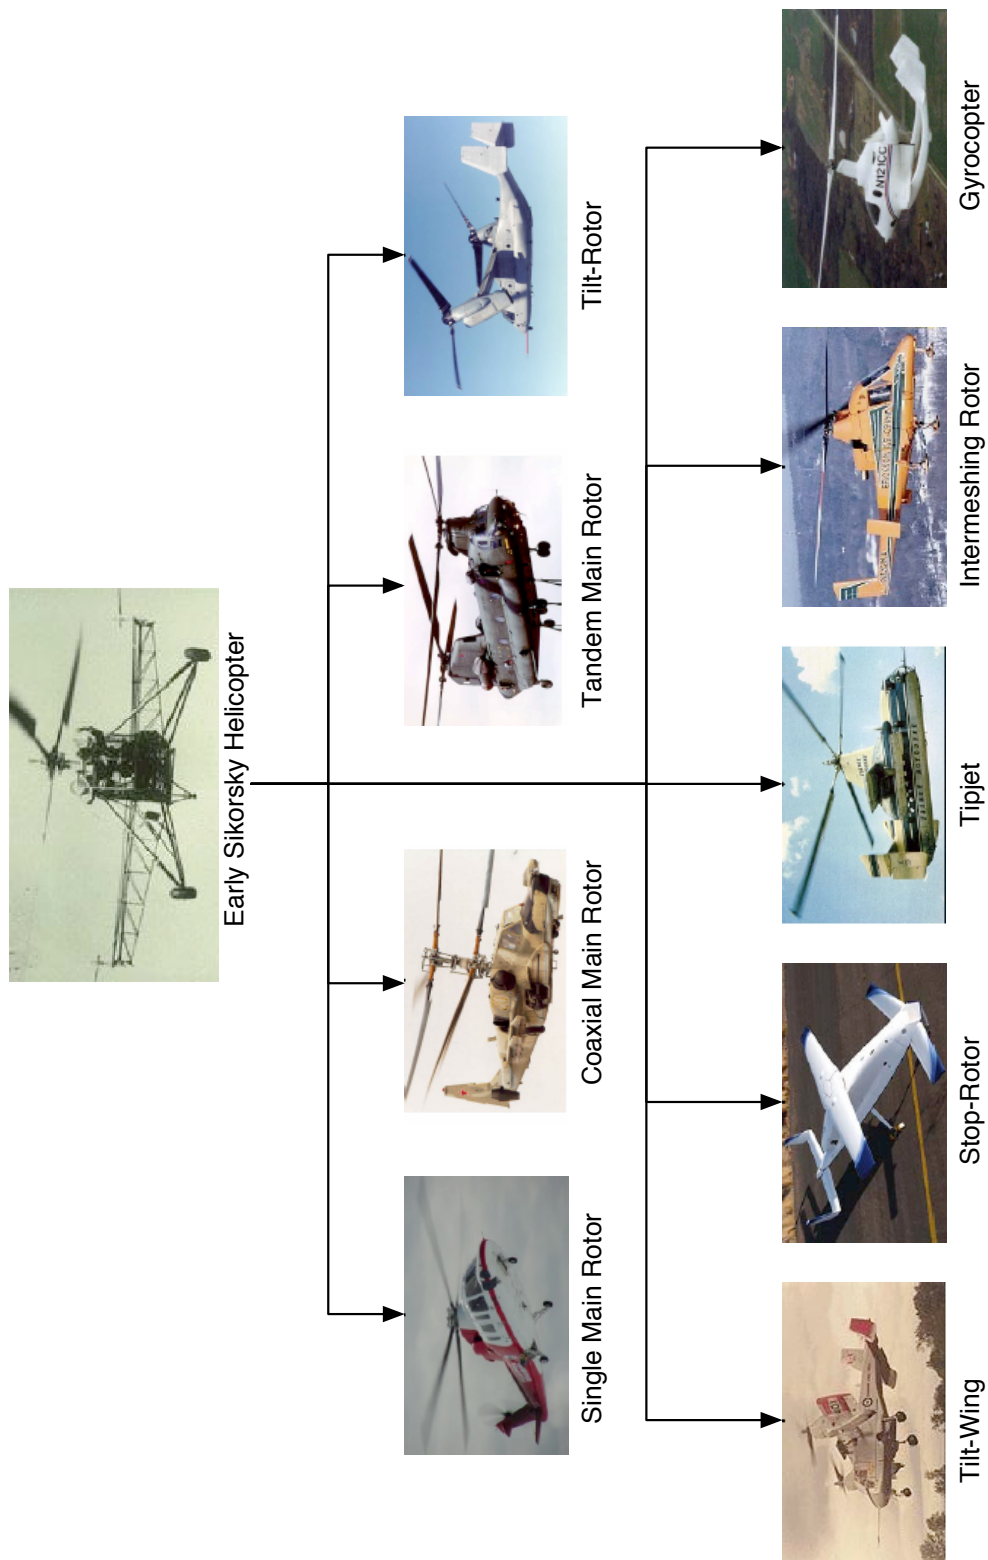 Early Sikorsky Helicopter
Single Main Rotor
Coaxial Main Rotor
Tandem Main Rotor
Tilt-Rotor
Tilt-Wing
Stop-Rotor
Tipjet
Intermeshing Rotor
Gyrocopter
N121CC